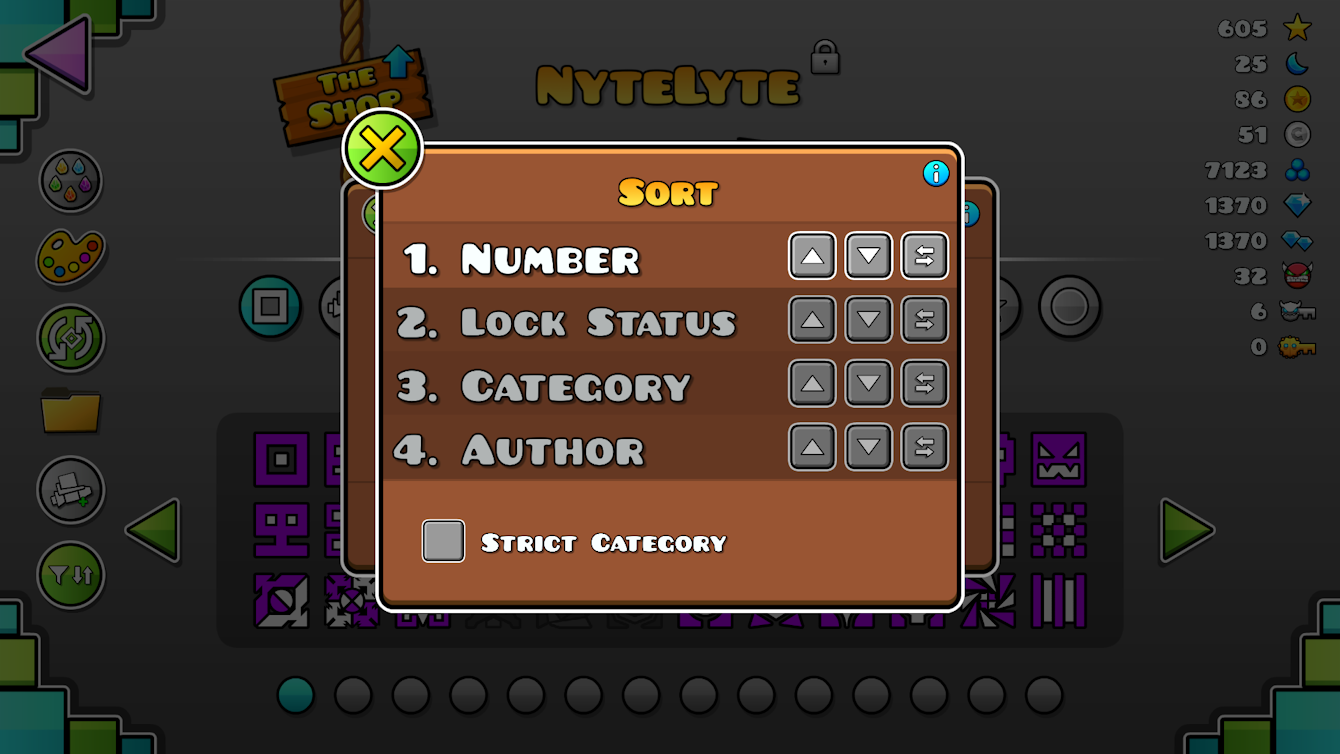 THE
SHOP
NYTELYTE
605
25
86
51
7123
1370
1370
32
6
0
SORT
1. NUMBER
2. LOCK STATUS
3. CATEGORY
4. AUTHOR
STRICT CATEGORY